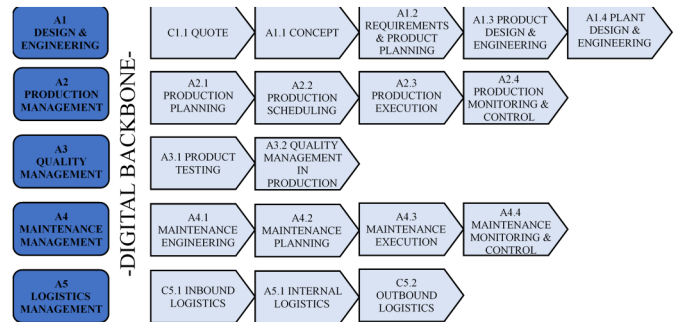 A1
DESIGN &
ENGINEERING
C1.1 QUOTE
A1.1 CONCEPT
A1.2
REQUIREMENTS
& PRODUCT
PLANNING
A1.3 PRODUCT
DESIGN &
ENGINEERING
A1.4 PLANT
DESIGN &
ENGINEERING
-DIGITAL BACKBONE-
A2
PRODUCTION
MANAGEMENT
A2.1
PRODUCTION
PLANNING
A2.2
PRODUCTION
SCHEDULING
A2.3
PRODUCTION
EXECUTION
A2.4
PRODUCTION
MONITORING &
CONTROL
A3
QUALITY
MANAGEMENT
A3.1 PRODUCT
TESTING
A3.2 QUALITY
MANAGEMENT
IN
PRODUCTION
A4
MAINTENANCE
MANAGEMENT
A4.1
MAINTENANCE
ENGINEERING
A4.2
MAINTENANCE
PLANNING
A4.3
MAINTENANCE
EXECUTION
A4.4
MAINTENANCE
MONITORING &
CONTROL
A5
LOGISTICS
MANAGEMENT
C5.1 INBOUND
LOGISTICS
A5.1 INTERNAL
LOGISTICS
C5.2
OUTBOUND
LOGISTICS